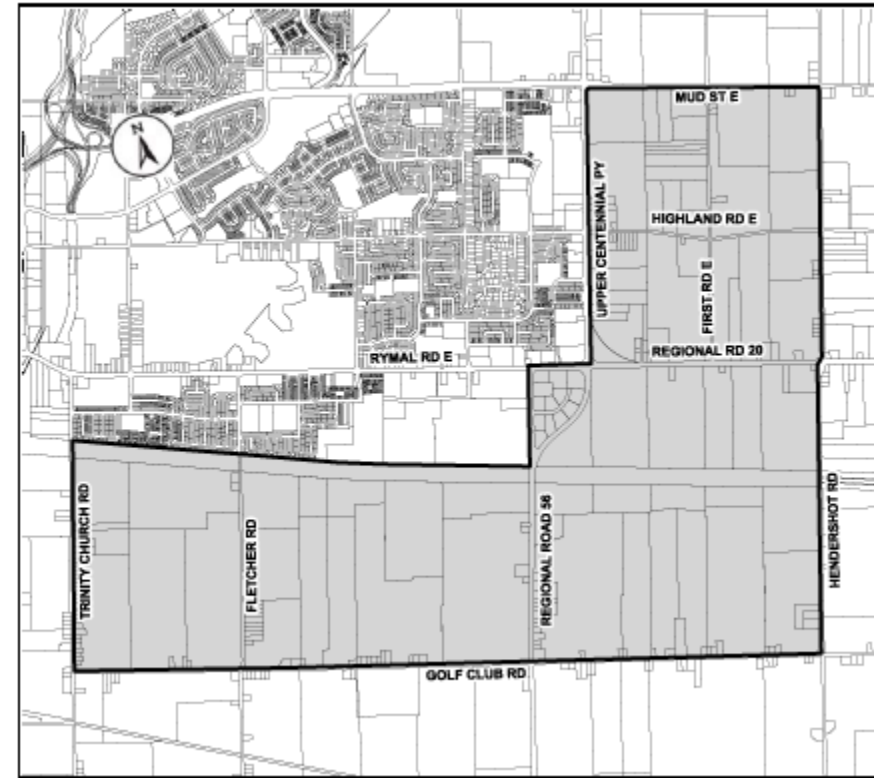 MUD ST E
N
UPPER CENTENNIAL PY
HIGHLAND RD E
FIRST RD E
RYMAL RD E
REGIONAL RD 20
TRINITY CHURCH RD
FLETCHER RD
REGIONAL ROAD 56
HENDERSHOT RD
GOLF CLUB RD